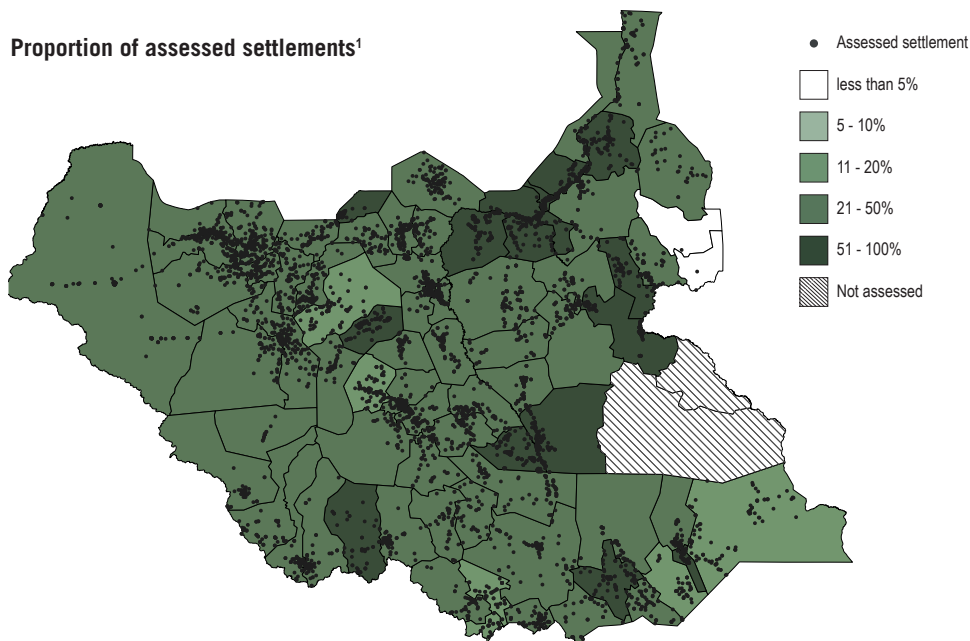 Proportion of assessed settlements¹
Assessed settlement
less than 5%
5 - 10%
11 - 20%
21 - 50%
51 - 100%
Not assessed